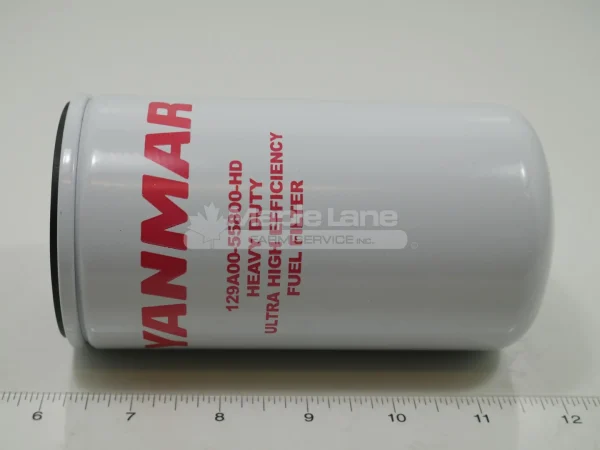 YANMAR
129A00-55800-HD
HEAVY DUTY
ULTRA HIGH EFFICIENCY
FUEL FILTER
Maple Lane
FARM SERVICE INC.
6 7 8 9 10 11 12